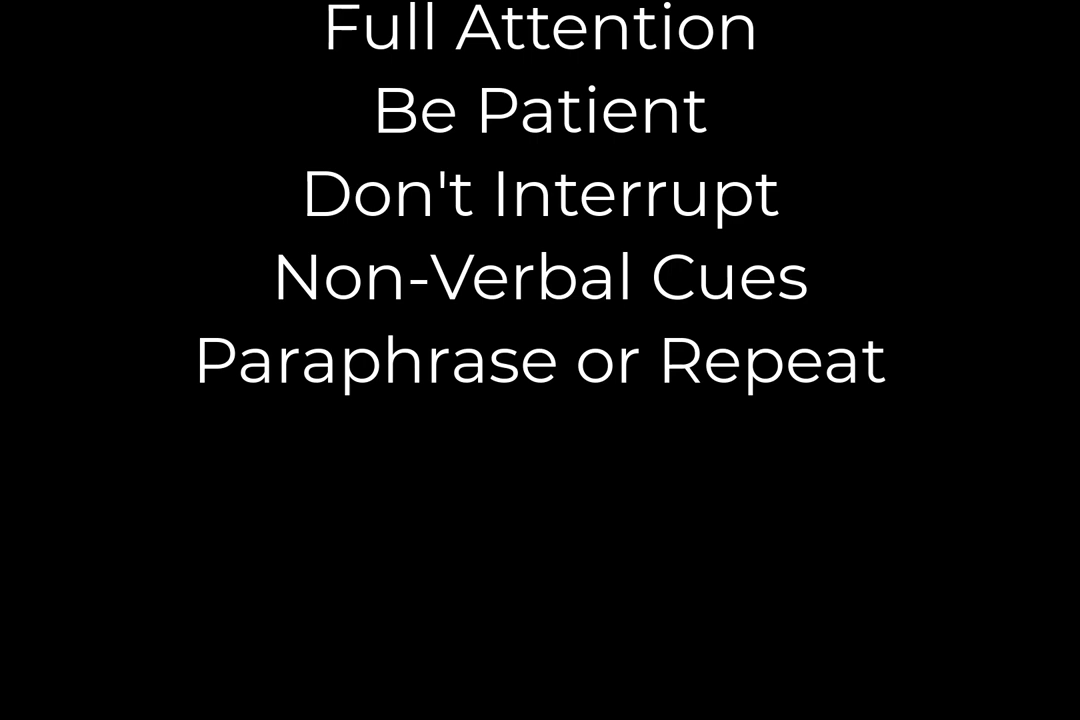 Full Attention
Be Patient
Don't Interrupt
Non-Verbal Cues
Paraphrase or Repeat